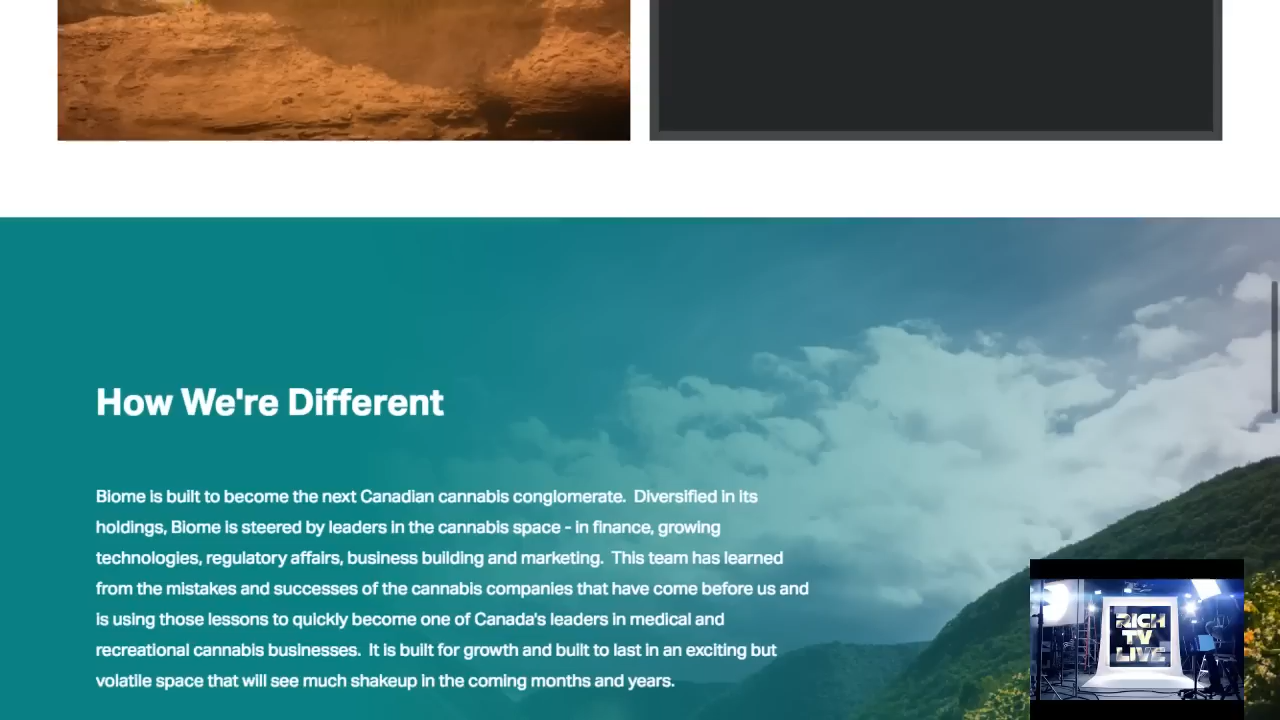 How We're Different
Biome is built to become the next Canadian cannabis conglomerate.  Diversified in its
holdings, Biome is steered by leaders in the cannabis space - in finance, growing
technologies, regulatory affairs, business building and marketing.  This team has learned
from the mistakes and successes of the cannabis companies that have come before us and
is using those lessons to quickly become one of Canada's leaders in medical and
recreational cannabis businesses.  It is built for growth and built to last in an exciting but
volatile space that will see much shakeup in the coming months and years.
RICH
TV
LIVE